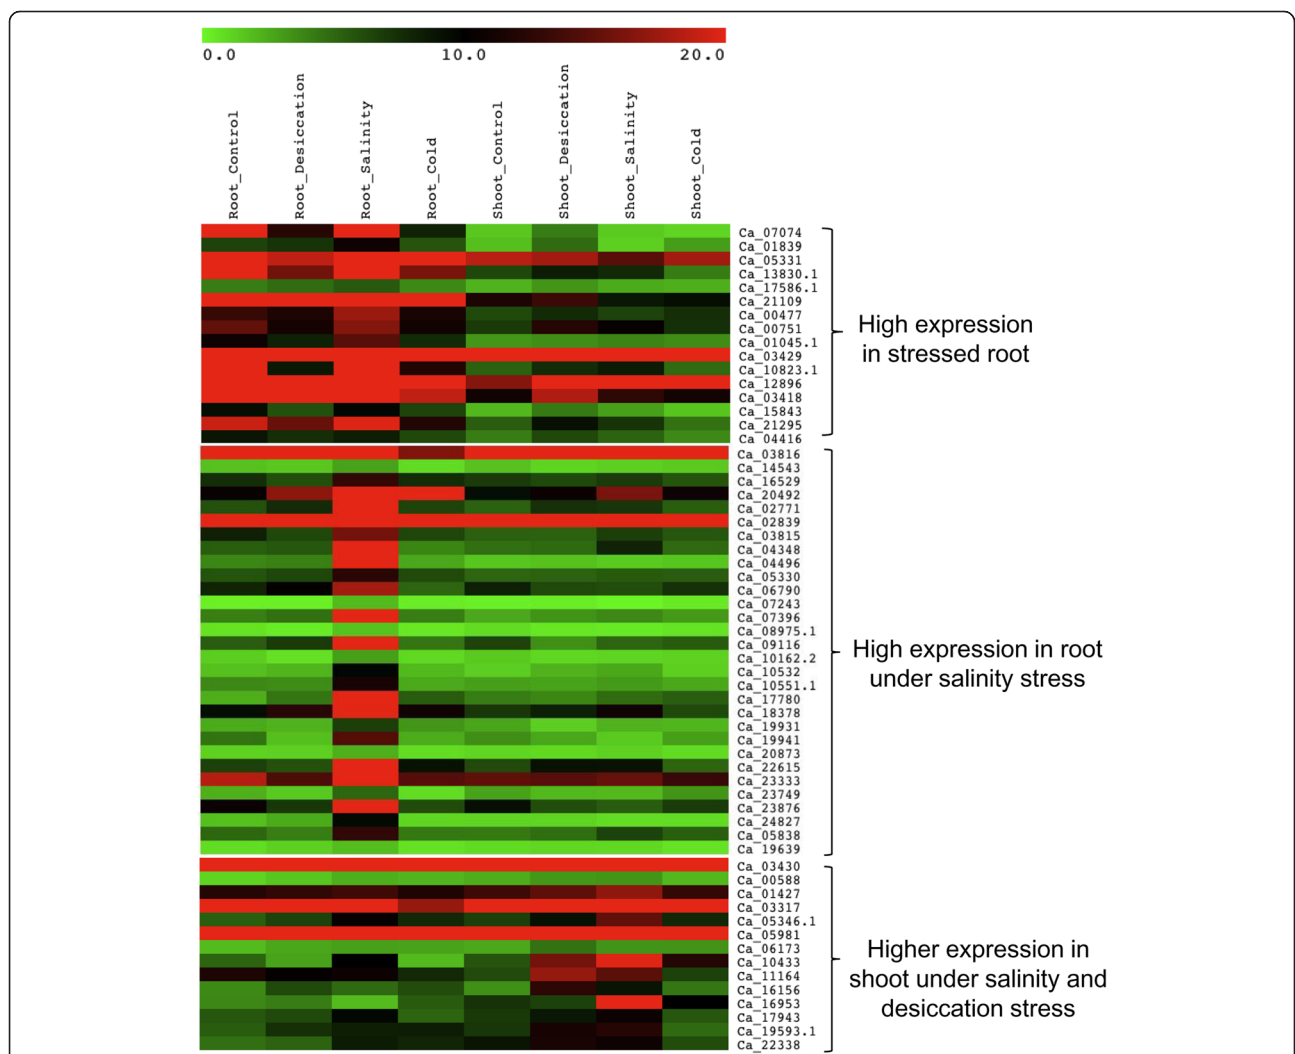 0.0 10.0 20.0
Root_Control
Root_Desiccation
Root_Salinity
Root_Cold
Shoot_Control
Shoot_Desiccation
Shoot_Salinity
Shoot_Cold
Ca_07074
Ca_01839
Ca_05331
Ca_13830.1
Ca_17586.1
Ca_21109
Ca_00477
Ca_00751
Ca_01045.1
Ca_03429
Ca_10823.1
Ca_12896
Ca_03418
Ca_15843
Ca_21295
Ca_04416
High expression
in stressed root
Ca_03816
Ca_14543
Ca_16529
Ca_20492
Ca_02771
Ca_02839
Ca_03815
Ca_04348
Ca_04496
Ca_05330
Ca_06790
Ca_07243
Ca_07396
Ca_08975.1
Ca_09116
Ca_10162.2
Ca_10532
Ca_10551.1
Ca_17780
Ca_18378
Ca_19931
Ca_19941
Ca_20873
Ca_22615
Ca_23333
Ca_23749
Ca_23876
Ca_24827
Ca_05838
Ca_19639
High expression in root
under salinity stress
Ca_03430
Ca_00588
Ca_01427
Ca_03317
Ca_05346.1
Ca_05981
Ca_06173
Ca_10433
Ca_11164
Ca_16156
Ca_16953
Ca_17943
Ca_19593.1
Ca_22338
Higher expression in
shoot under salinity and
desiccation stress